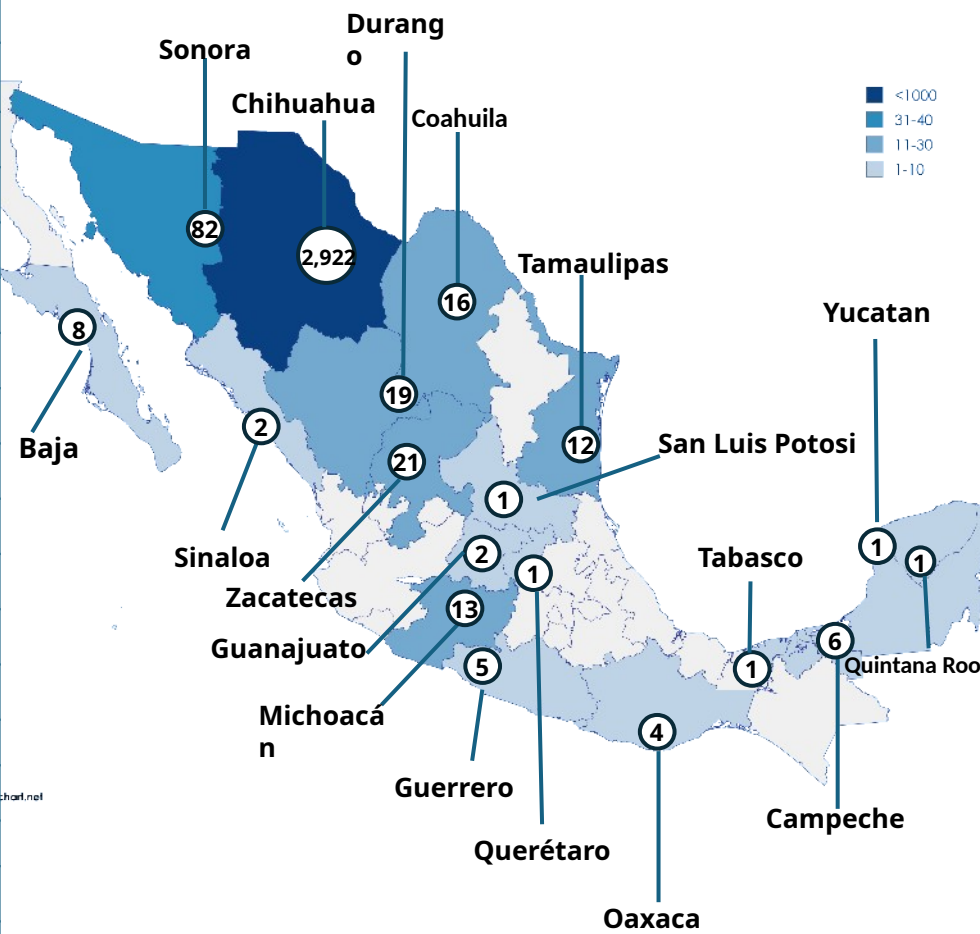 Durang
o
Sonora
Chihuahua
Coahuila
<1000
31-40
11-30
1-10
82
2,922
Tamaulipas
16
Yucatan
8
19
2
Baja
12
San Luis Potosi
21
1
Sinaloa
2
1
1
1
Tabasco
Zacatecas
13
Guanajuato
6
5
1
Quintana Roo
Michoacá
n
4
Guerrero
chart.net
Campeche
Querétaro
Oaxaca